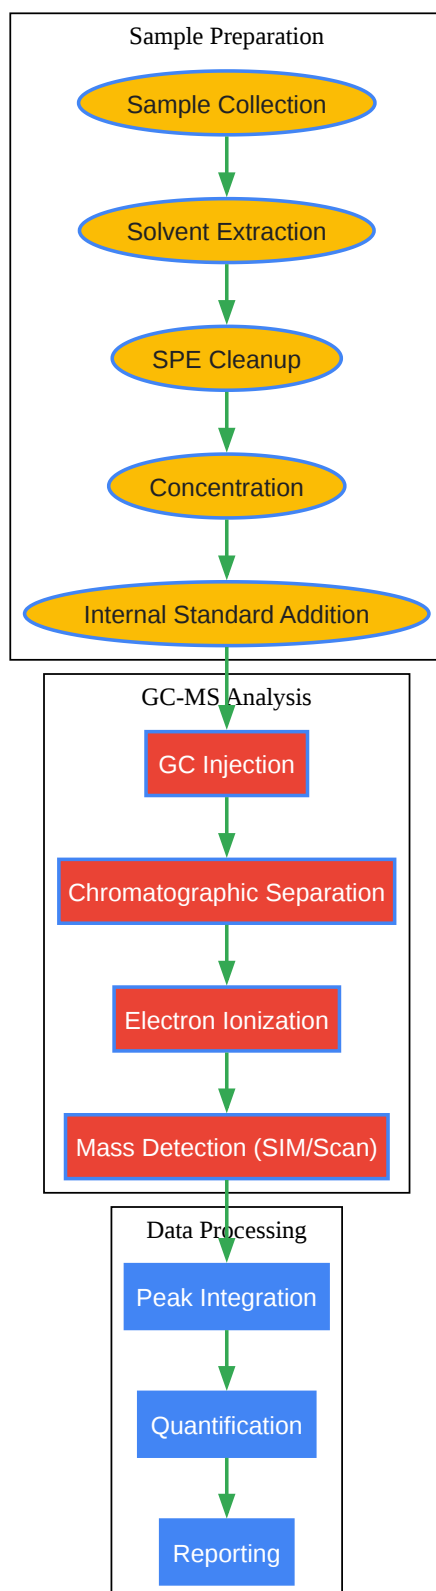 Sample Preparation
Sample Collection
Solvent Extraction
SPE Cleanup
Concentration
Internal Standard Addition
GC-MS Analysis
GC Injection
Chromatographic Separation
Electron Ionization
Mass Detection (SIM/Scan)
Data Processing
Peak Integration
Quantification
Reporting